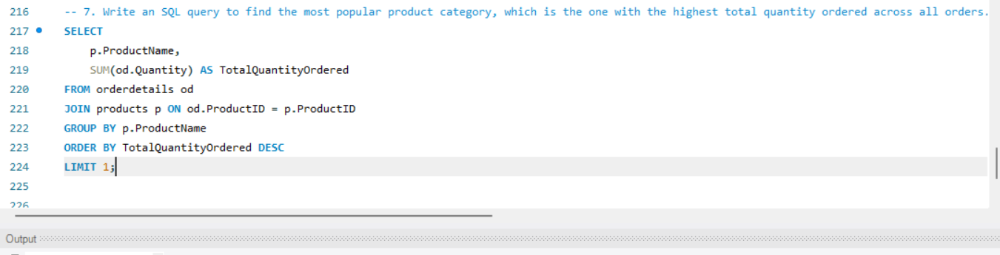 216 -- 7. Write an SQL query to find the most popular product category, which is the one with the highest total quantity ordered across all orders.
217 SELECT
218 p.ProductName,
219 SUM(od.Quantity) AS TotalQuantityOrdered
220 FROM orderdetails od
221 JOIN products p ON od.ProductID = p.ProductID
222 GROUP BY p.ProductName
223 ORDER BY TotalQuantityOrdered DESC
224 LIMIT 1;
225
226
Output